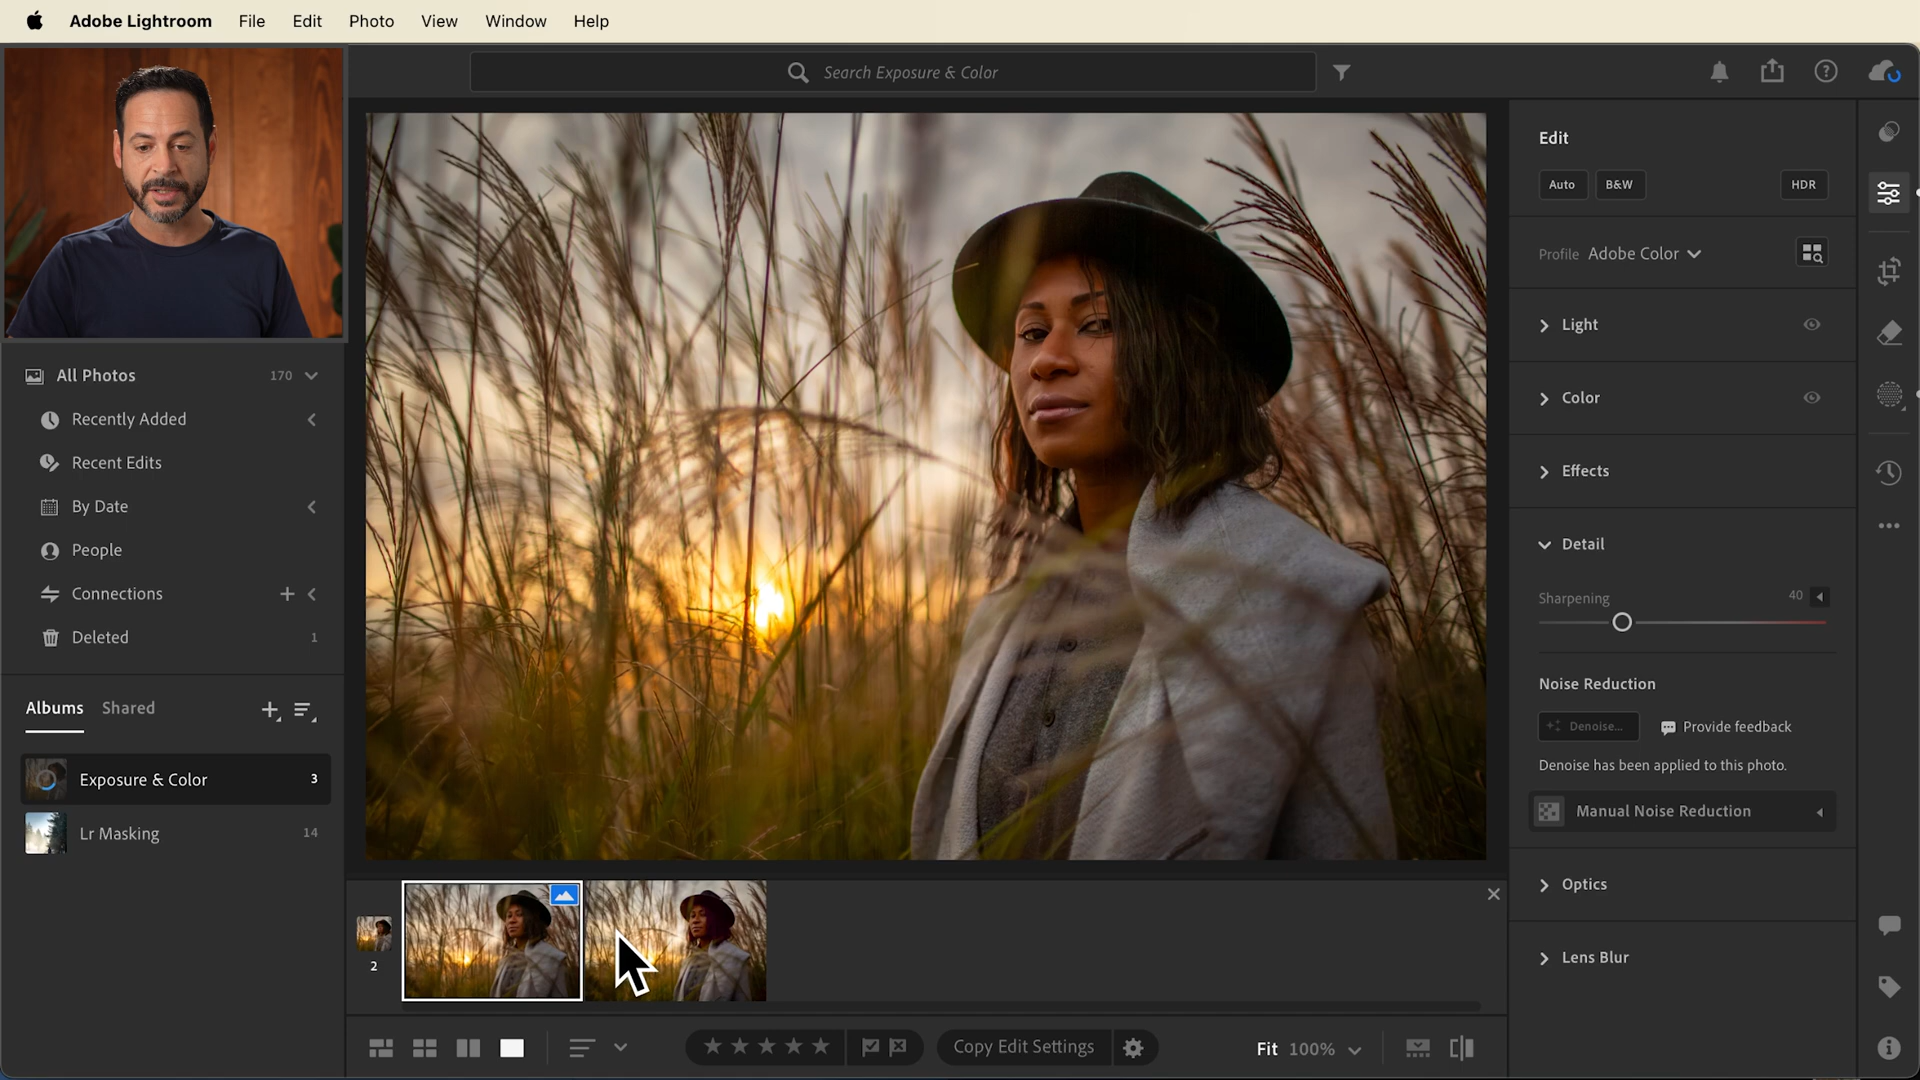 Adobe Lightroom File Edit Photo View Window Help
Search Exposure & Color
Edit
Auto B&W HDR
Profile Adobe Color
Light
Color
Effects
Detail
Sharpening 40
Noise Reduction
Denoise... Provide feedback
Denoise has been applied to this photo.
Manual Noise Reduction
Optics
Lens Blur
All Photos 170
Recently Added
Recent Edits
By Date
People
Connections
Deleted 1
Albums Shared
Exposure & Color 3
Lr Masking 14
2
Copy Edit Settings
Fit 100%